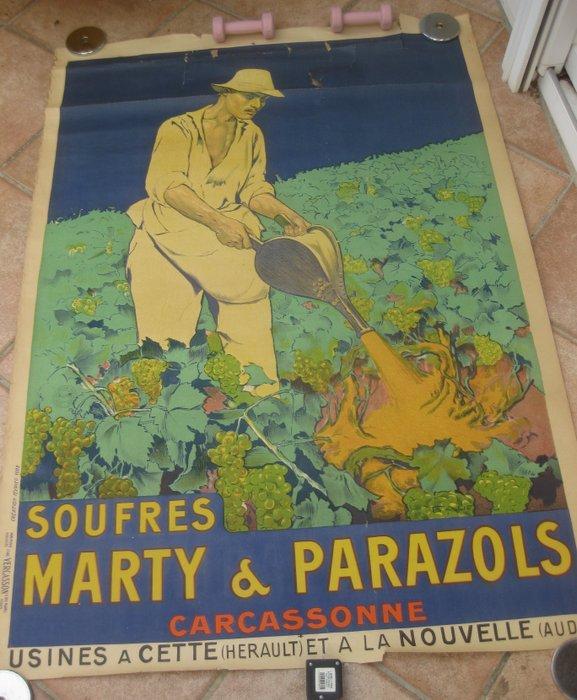 SOUFRES
MARTY & PARAZOLS
CARCASSONNE
USINES A CETTE (HERAULT) ET A LA NOUVELLE (AUD